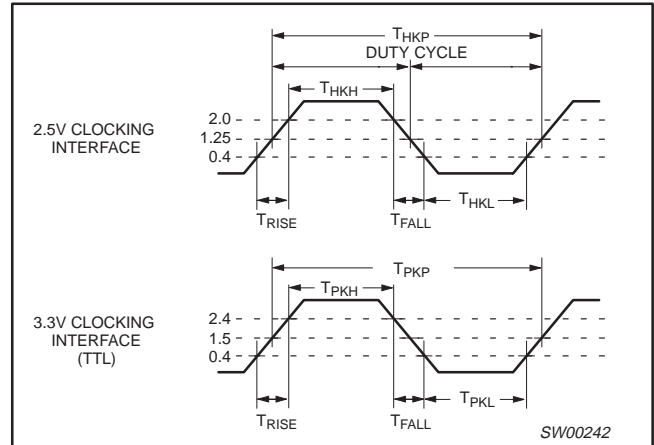 THKP
DUTY CYCLE
THKH
2.0
1.25
0.4
2.5V CLOCKING
INTERFACE
THKL
TRISE
TFALL
TPKP
TPKH
2.4
1.5
0.4
3.3V CLOCKING
INTERFACE
(TTL)
TPKL
TRISE
TFALL
SW00242